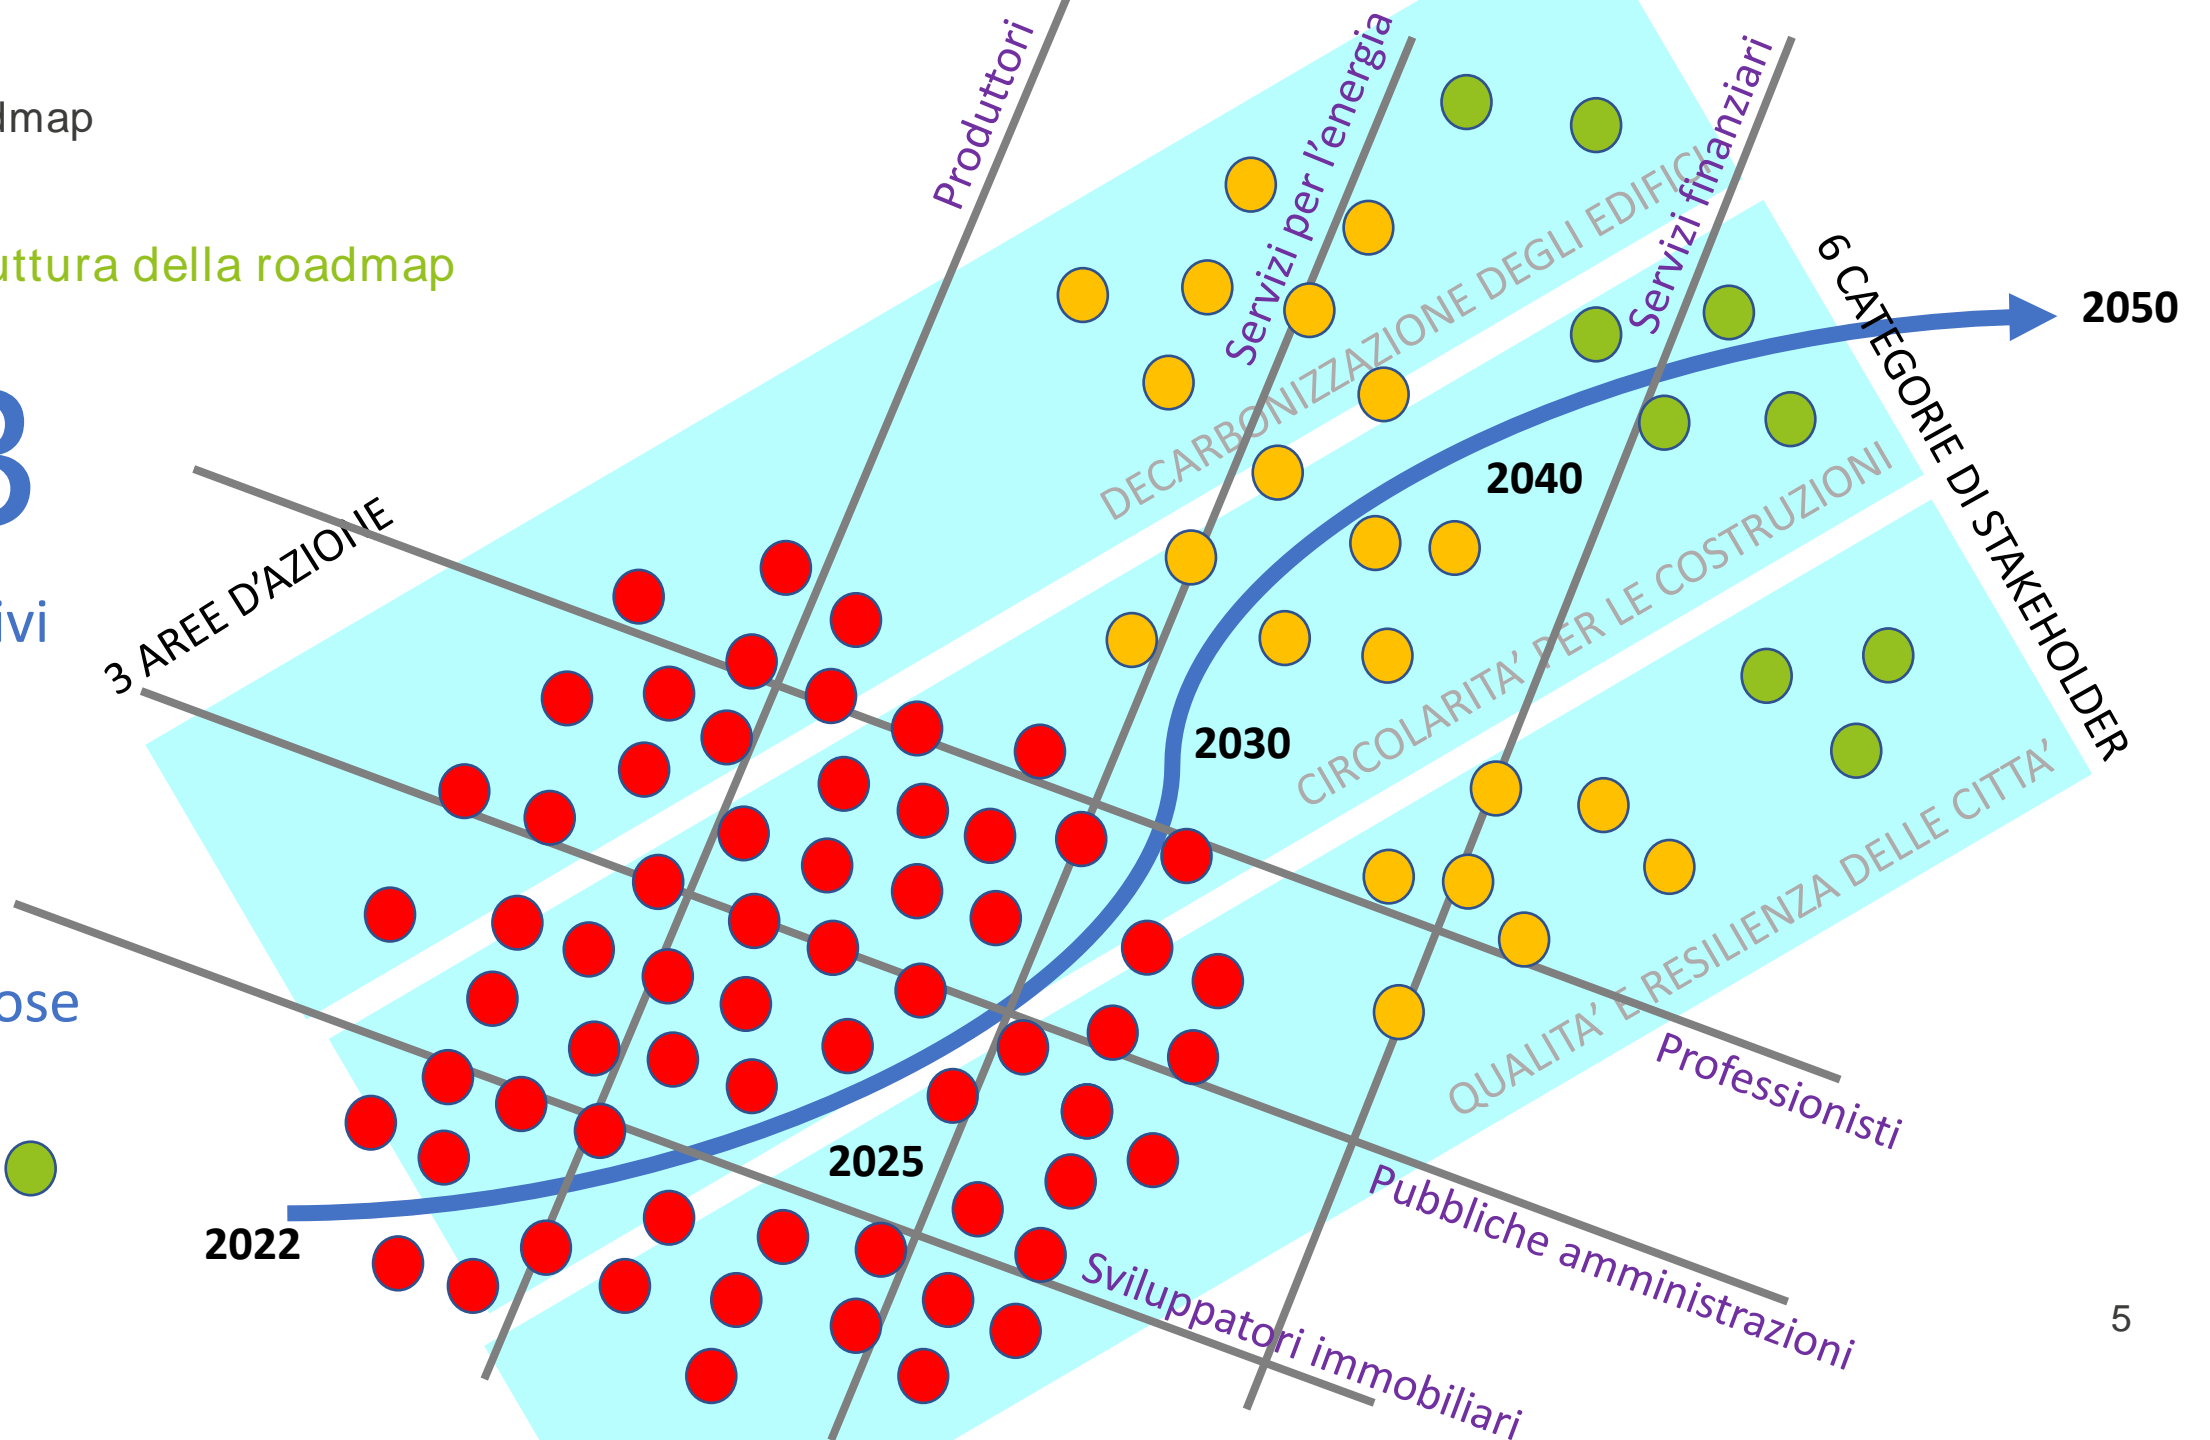 dmap
uttura della roadmap
3
ivi
ose
3 AREE D’AZIONE
Produttori
Servizi per l’energia
Servizi finanziari
6 CATEGORIE DI STAKEHOLDER
DECARBONIZZAZIONE DEGLI EDIFICI
CIRCOLARITA’ PER LE COSTRUZIONI
QUALITA’ E RESILIENZA DELLE CITTA’
2050
2040
2030
2025
2022
Professionisti
Pubbliche amministrazioni
Sviluppatori immobiliari
5